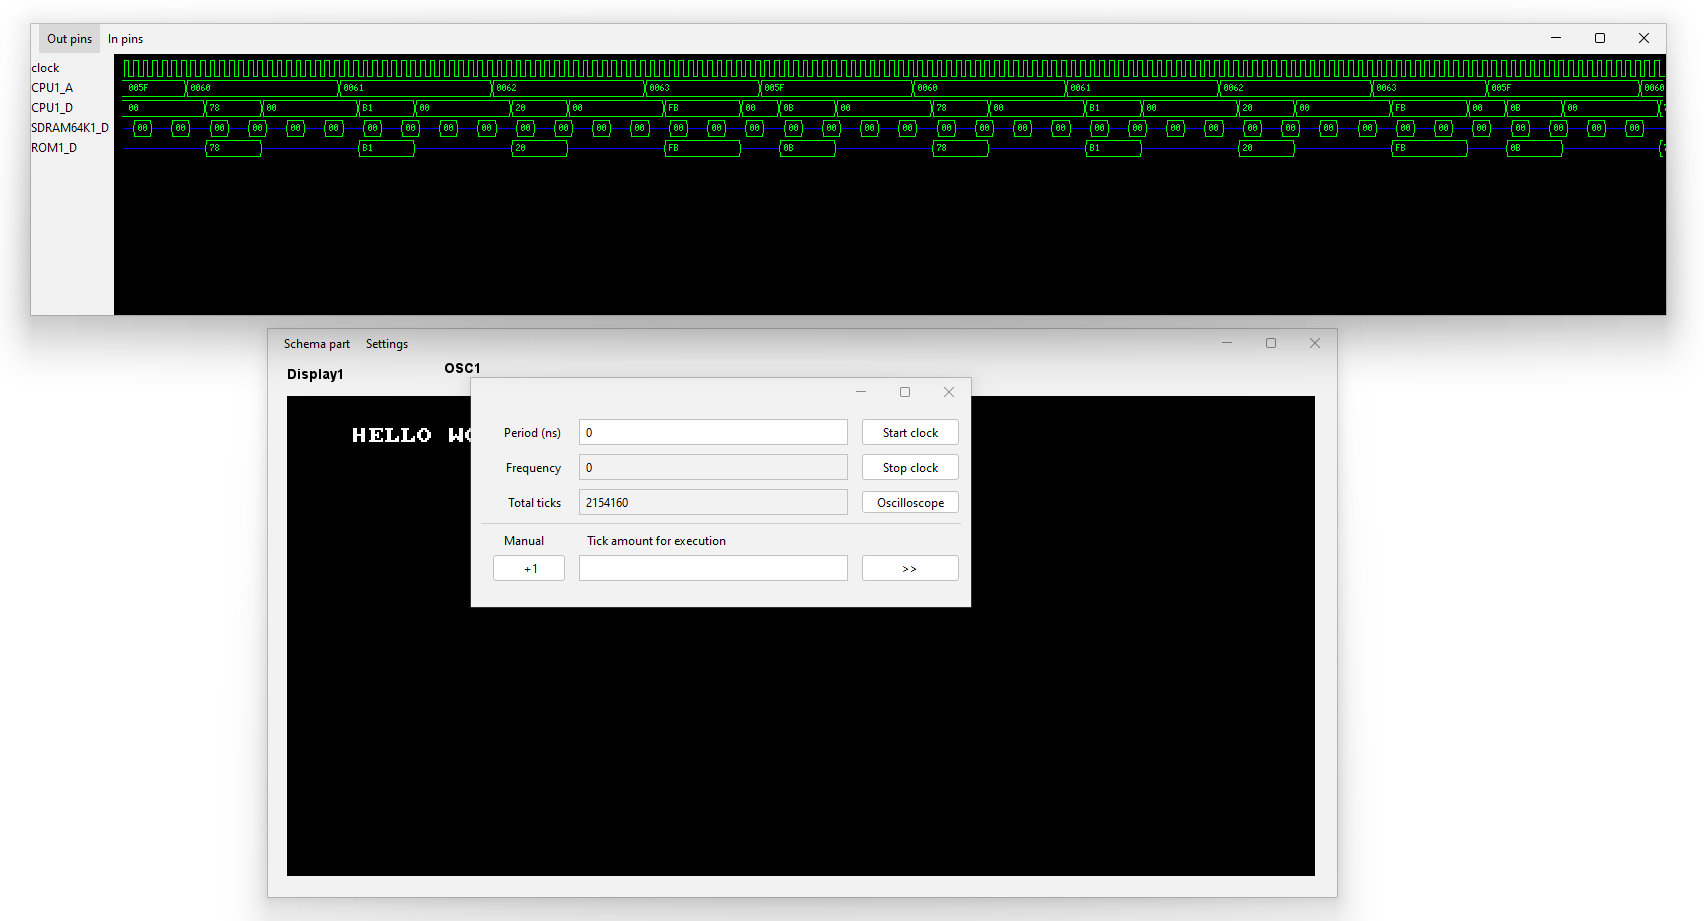 Out pins In pins
clock
CPU1_A 005F 0060 0061 0062 0063 005F 0060 0061 0062 0063 005F 0060
CPU1_D 00 78 00 B1 00 20 00 FB 00 0B 00 78 00 B1 00 20 00 FB 00 0B 00
SDRAM64K1_D 00 00 00 00 00 00 00 00 00 00 00 00 00 00 00 00 00 00 00 00 00 00 00 00 00 00 00 00 00 00 00 00 00 00 00 00 00 00 00 00
ROM1_D 78 B1 20 FB 0B 78 B1 20 FB 0B
Schema part Settings
Display1 OSC1
HELLO
Period (ns) 0 Start clock
Frequency 0 Stop clock
Total ticks 2154160 Oscilloscope
Manual Tick amount for execution
+1 >>